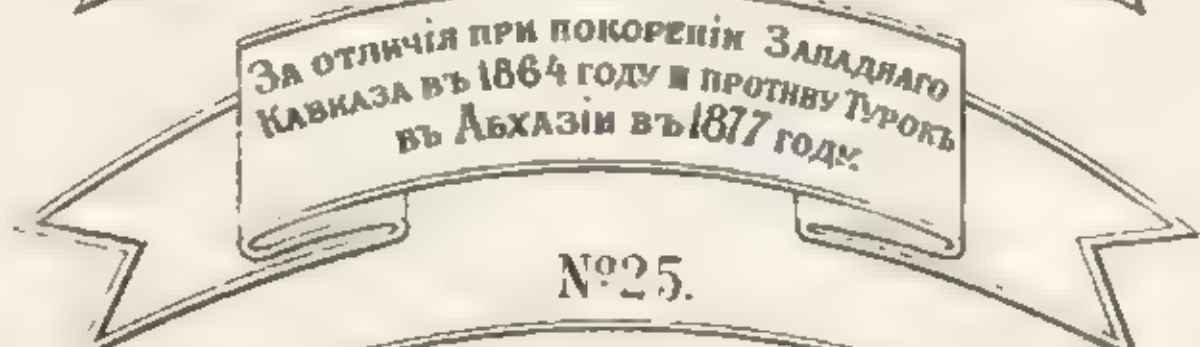 За отличія при покореніи Западнаго
Кавказа въ 1864 году и противу Турокъ
въ Абхазіи въ 1877 году.
№25.